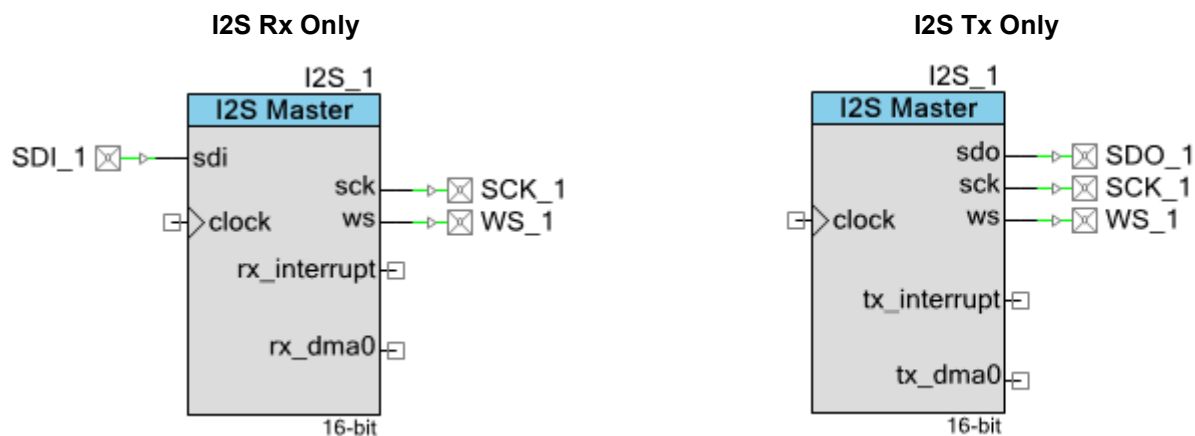 I2S Rx Only
I2S_1
I2S Master
SDI_1
sdi
sck
SCK_1
clock
ws
WS_1
rx_interrupt
rx_dma0
16-bit
I2S Tx Only
I2S_1
I2S Master
sdo
SDO_1
sck
SCK_1
clock
ws
WS_1
tx_interrupt
tx_dma0
16-bit